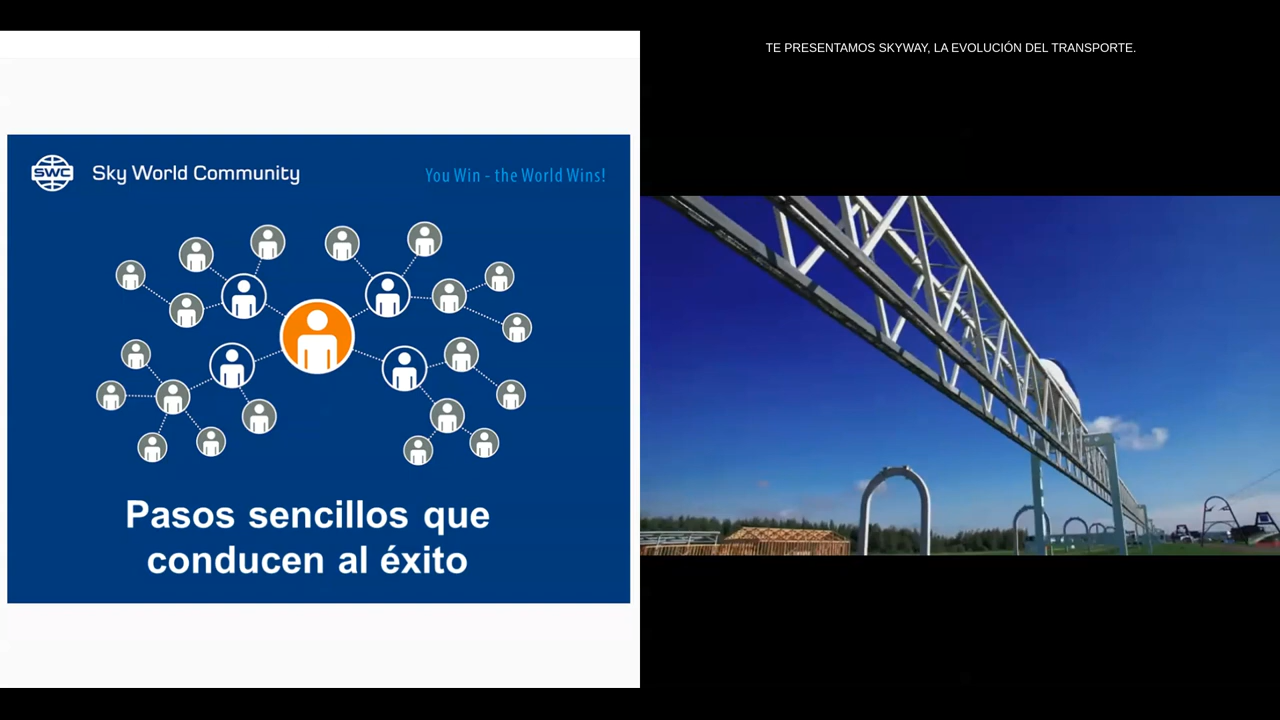 SWC
Sky World Community
You Win - the World Wins!
Pasos sencillos que
conducen al éxito
TE PRESENTAMOS SKYWAY, LA EVOLUCIÓN DEL TRANSPORTE.